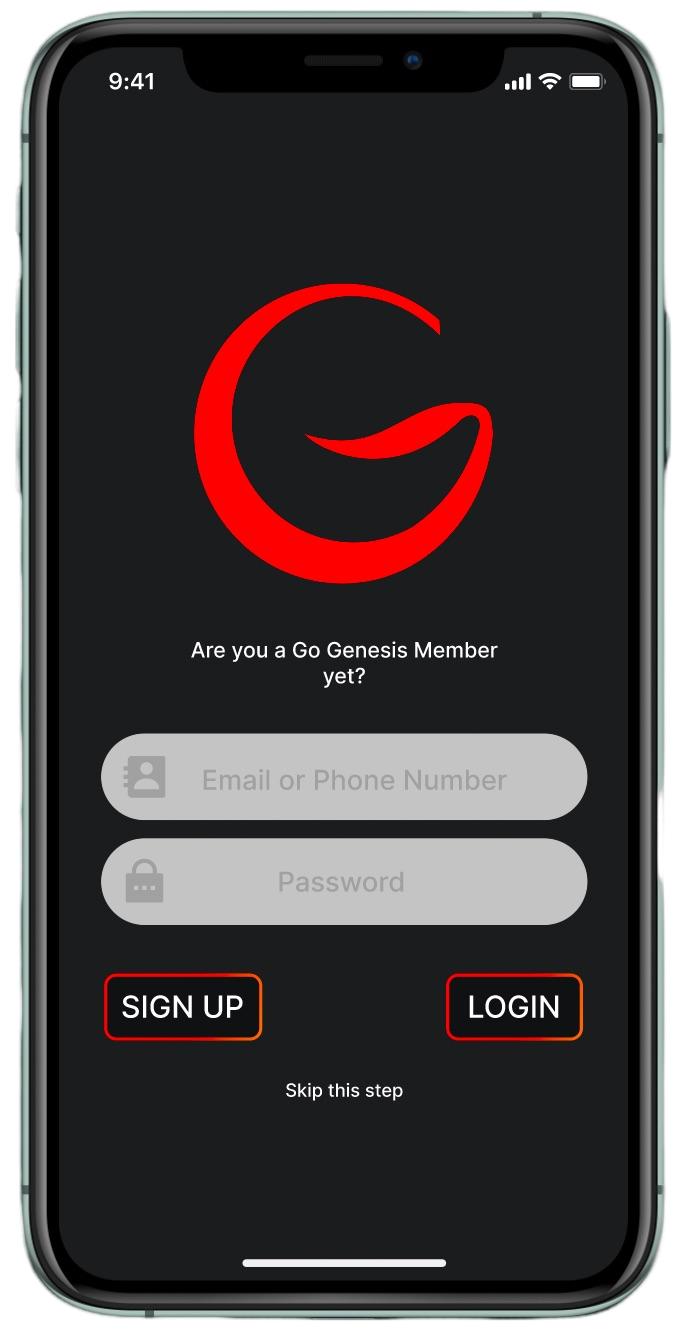 9:41
Are you a Go Genesis Member
yet?
Email or Phone Number
Password
SIGN UP
LOGIN
Skip this step